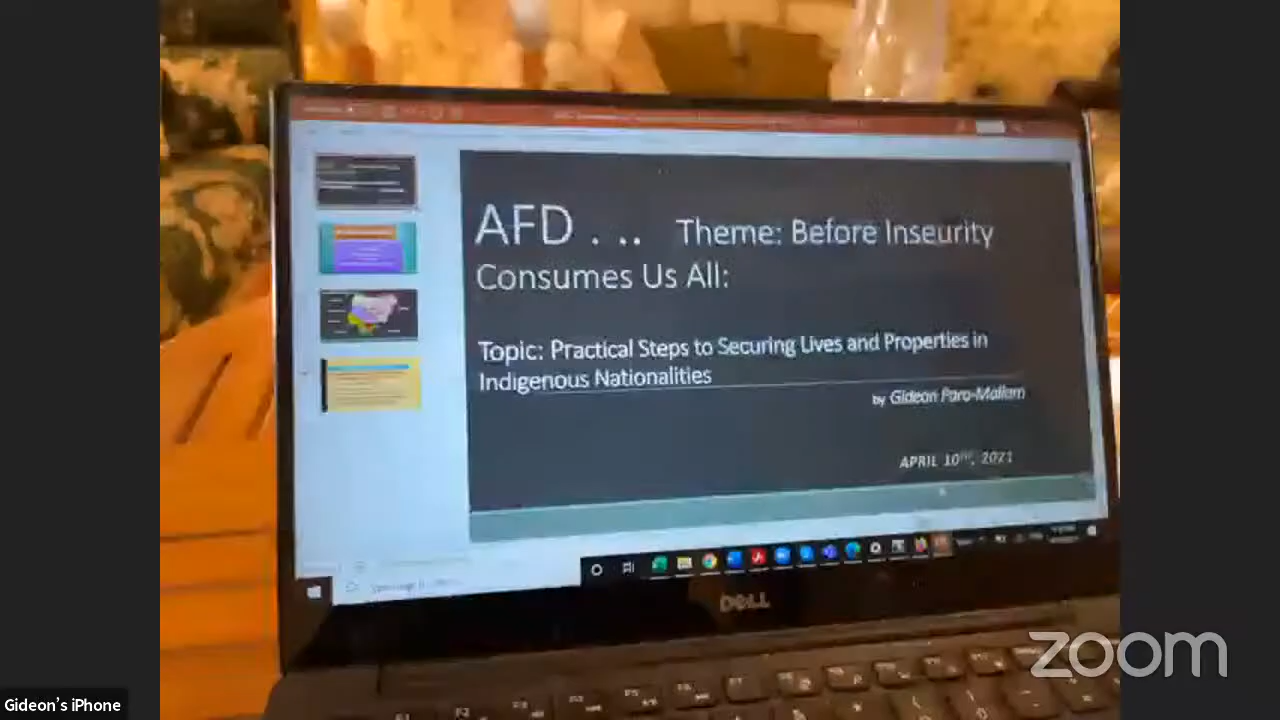 AFD . .. Theme: Before Inseurity
Consumes Us All:
Topic: Practical Steps to Securing Lives and Properties in
Indigenous Nationalities
by Gideon Para-Mallam
APRIL 10TH, 2021
DELL
zoom
Gideon's iPhone